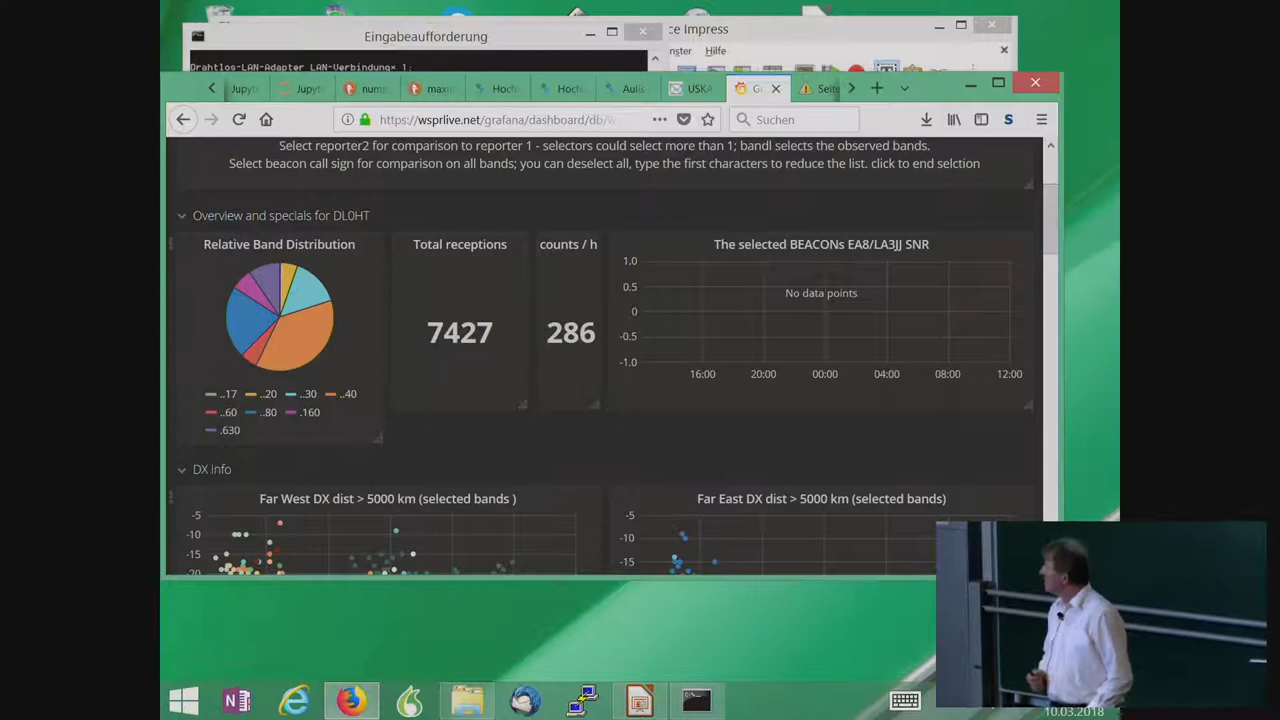 Eingabeaufforderung
ce Impress
nster Hilfe
Drahtlos-LAN-Adapter LAN-Verbindung* 1:
Jupyte
Jupyt
nump
maxin
Hoch
Hoch
Aulis
USKA
G
Seite
https://wsprlive.net/grafana/dashboard/db/w
Suchen
Select reporter2 for comparison to reporter 1 - selectors could select more than 1; bandl selects the observed bands.
Select beacon call sign for comparison on all bands; you can deselect all, type the first characters to reduce the list. click to end selction
Overview and specials for DL0HT
Relative Band Distribution
Total receptions
counts / h
The selected BEACONs EA8/LA3JJ SNR
7427
286
1.0
0.5
0
-0.5
-1.0
No data points
16:00 20:00 00:00 04:00 08:00 12:00
..17 ..20 ..30 ..40
..60 ..80 .160
.630
DX info
Far West DX dist > 5000 km (selected bands )
Far East DX dist > 5000 km (selected bands)
-5
-10
-15
-20
-5
-10
-15
10.03.2018